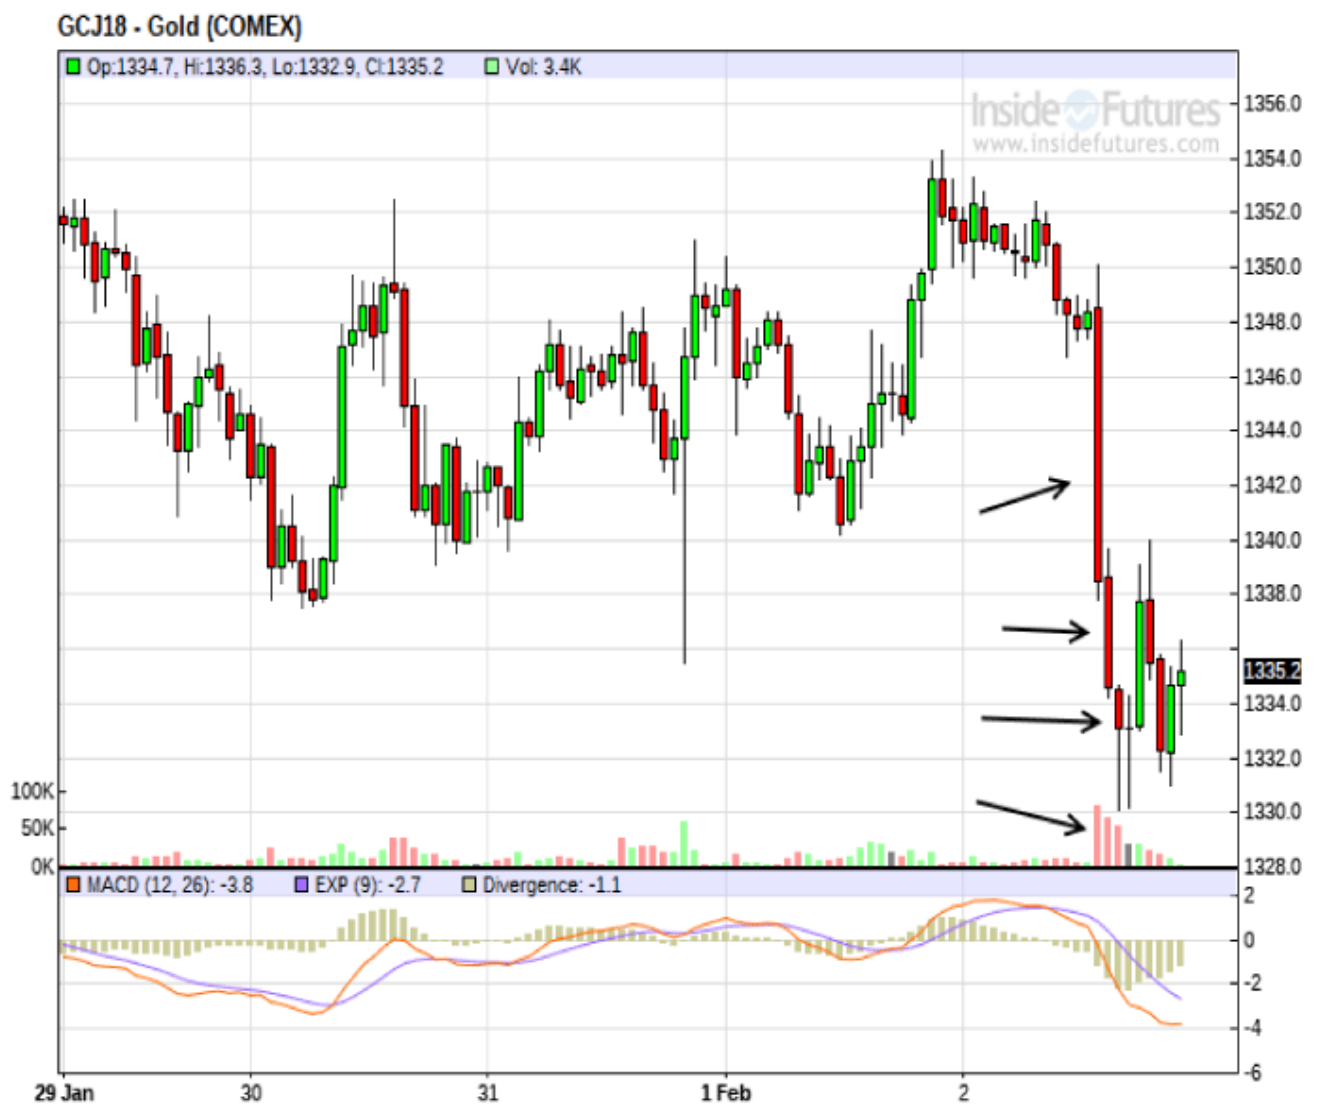 GCJ18 - Gold (COMEX)
Op:1334.7, Hi:1336.3, Lo:1332.9, Cl:1335.2 Vol: 3.4K
Inside Futures
www.insidefutures.com
1356.0
1354.0
1352.0
1350.0
1348.0
1346.0
1344.0
1342.0
1340.0
1338.0
1335.2
1334.0
1332.0
1330.0
1328.0
100K
50K
0K
MACD (12, 26): -3.8 EXP (9): -2.7 Divergence: -1.1
2
0
-2
-4
-6
29 Jan 30 31 1 Feb 2